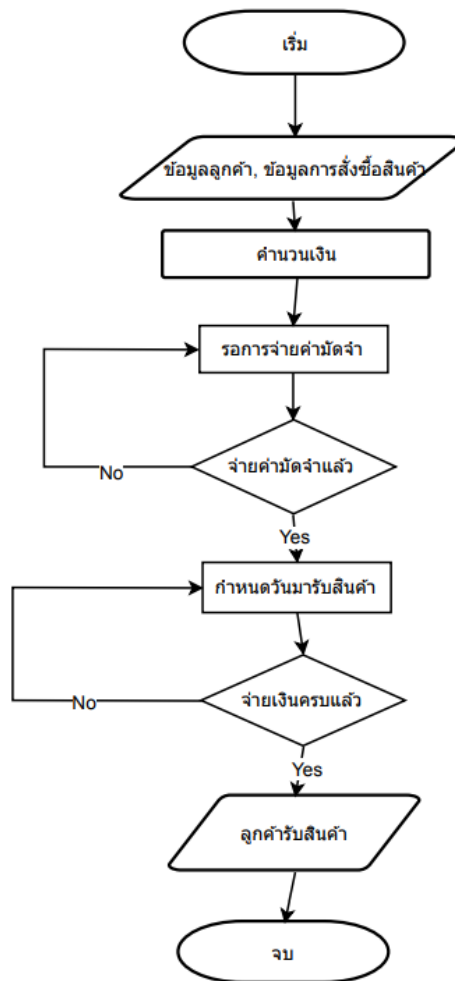 เริ่ม
ข้อมูลลูกค้า, ข้อมูลการสั่งซื้อสินค้า
คำนวนเงิน
รอการจ่ายค่ามัดจำ
จ่ายค่ามัดจำแล้ว
No
Yes
กำหนดวันมารับสินค้า
จ่ายเงินครบแล้ว
No
Yes
ลูกค้ารับสินค้า
จบ